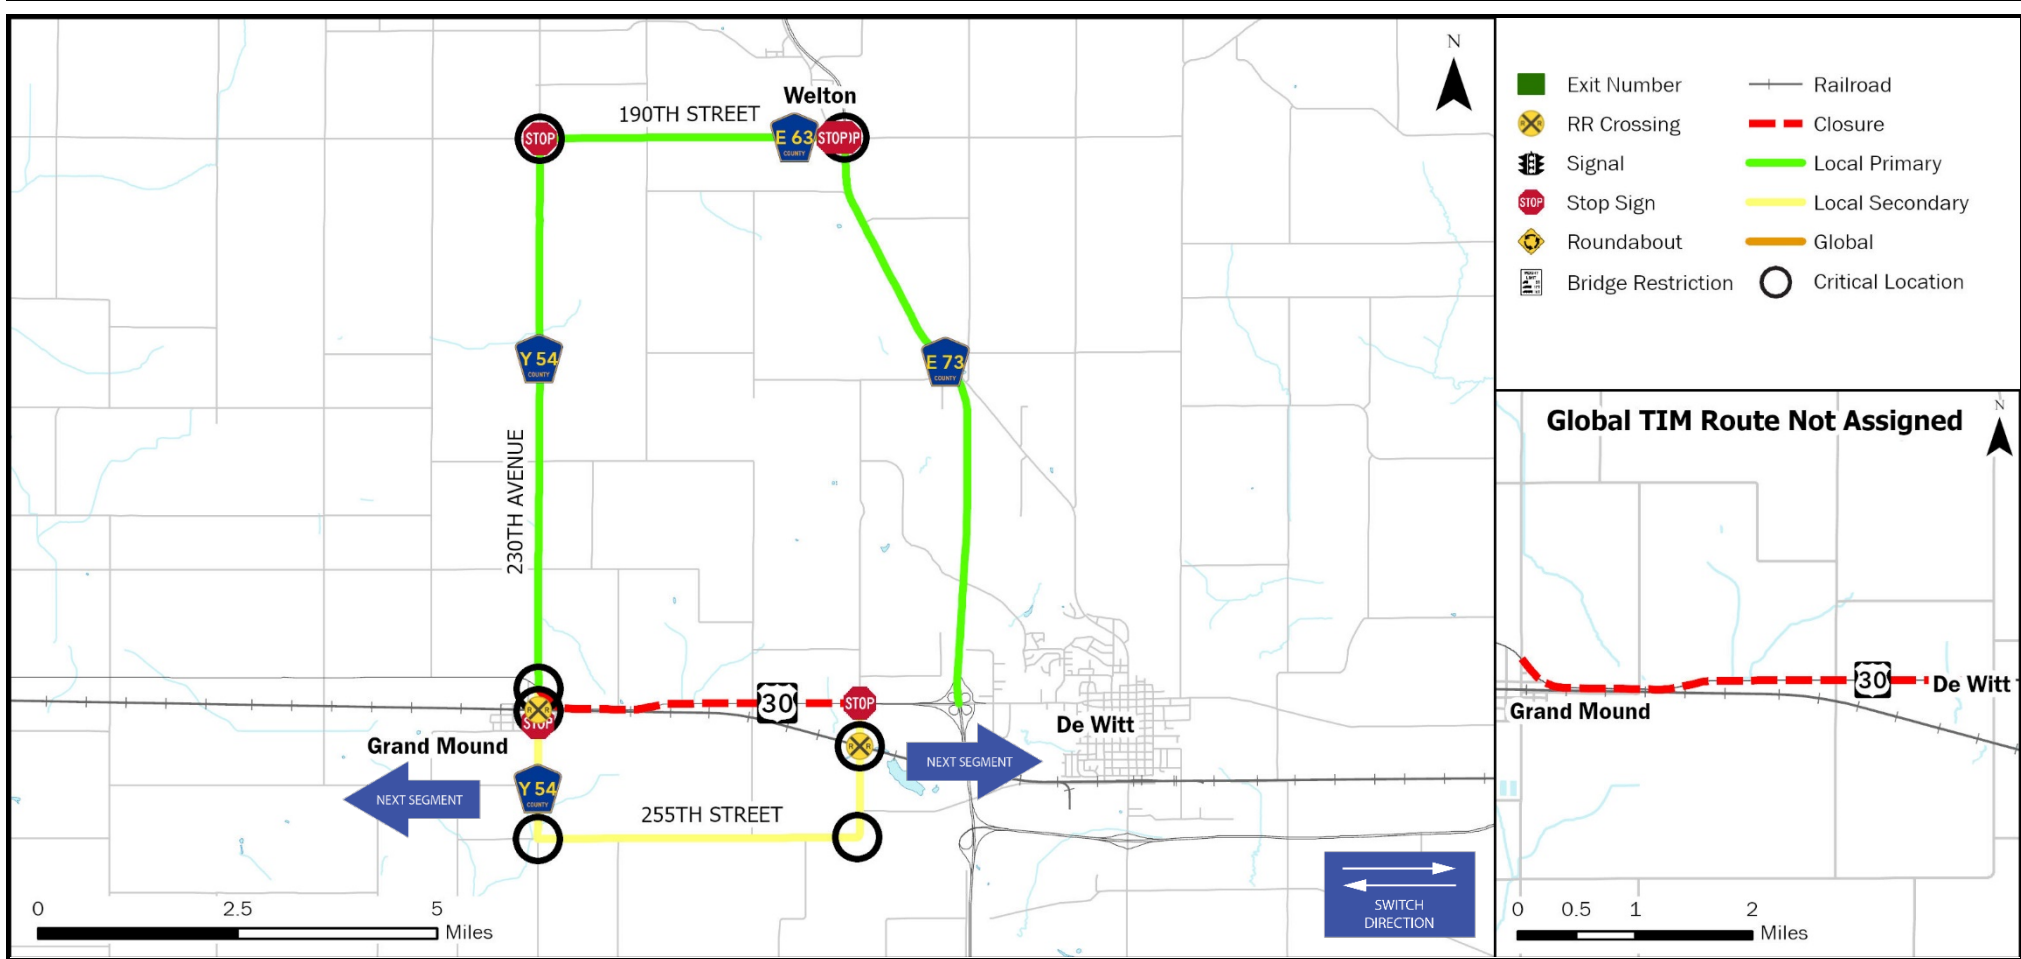 N
Welton
190TH STREET
E 63
COUNTY
STOP
STOP
Y 54
COUNTY
E 73
COUNTY
230TH AVENUE
R R
STOP
30
STOP
Grand Mound
De Witt
R R
NEXT SEGMENT
NEXT SEGMENT
Y 54
COUNTY
255TH STREET
SWITCH
DIRECTION
0 2.5 5
Miles
Exit Number
RR Crossing
Signal
STOP
Stop Sign
Roundabout
Bridge Restriction
Railroad
Closure
Local Primary
Local Secondary
Global
Critical Location
Global TIM Route Not Assigned
N
30
De Witt
Grand Mound
0 0.5 1 2
Miles